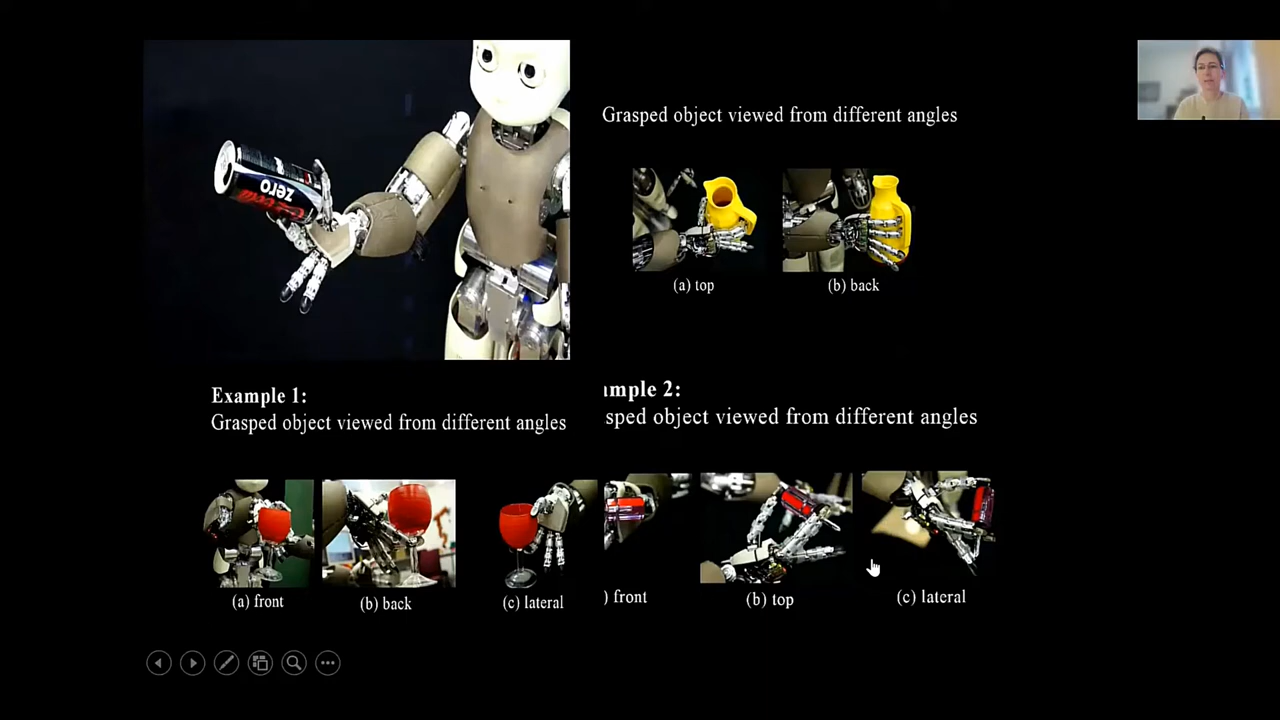 Grasped object viewed from different angles
zero
(a) top
(b) back
Example 1:
Grasped object viewed from different angles
mple 2:
sped object viewed from different angles
(a) front
(b) back
(c) lateral
) front
(b) top
(c) lateral